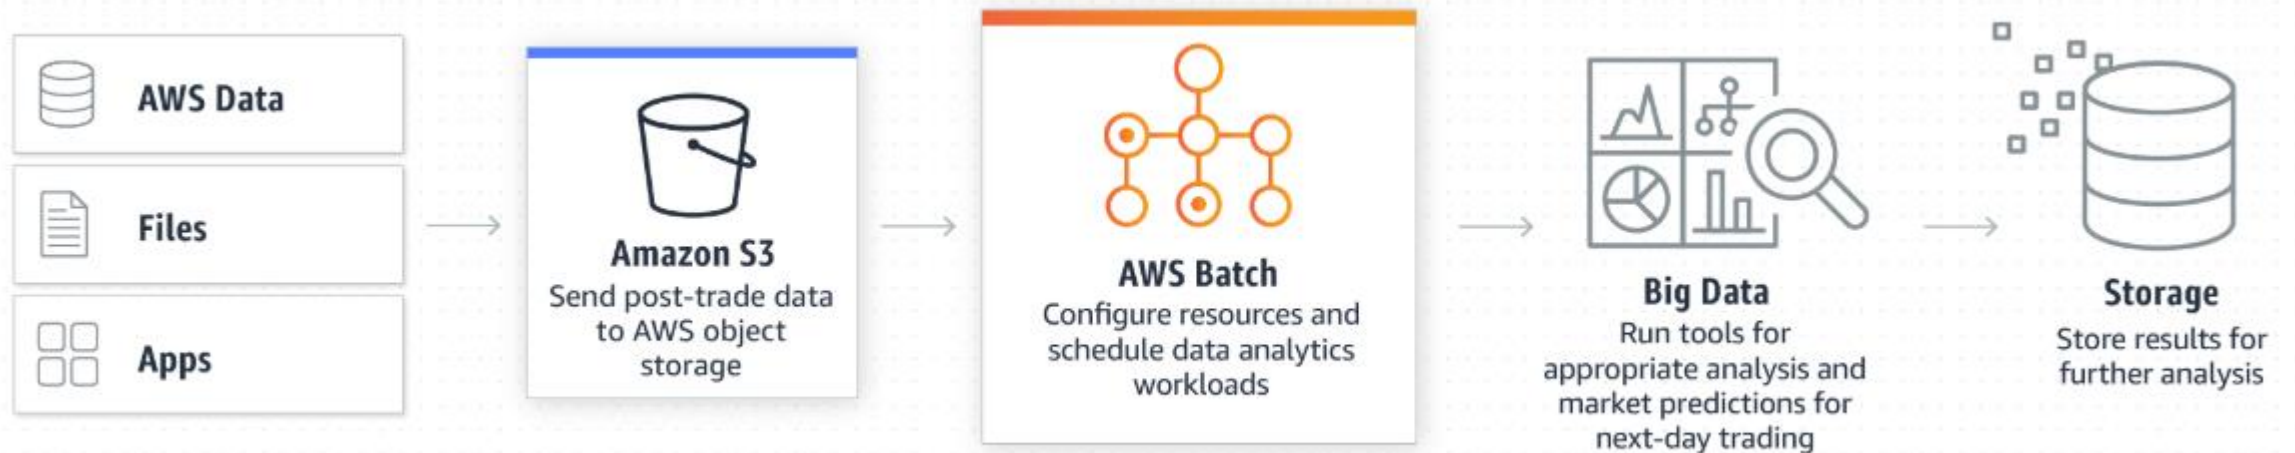 AWS Data
Files
Apps
Amazon S3
Send post-trade data
to AWS object
storage
AWS Batch
Configure resources and
schedule data analytics
workloads
Big Data
Run tools for
appropriate analysis and
market predictions for
next-day trading
Storage
Store results for
further analysis